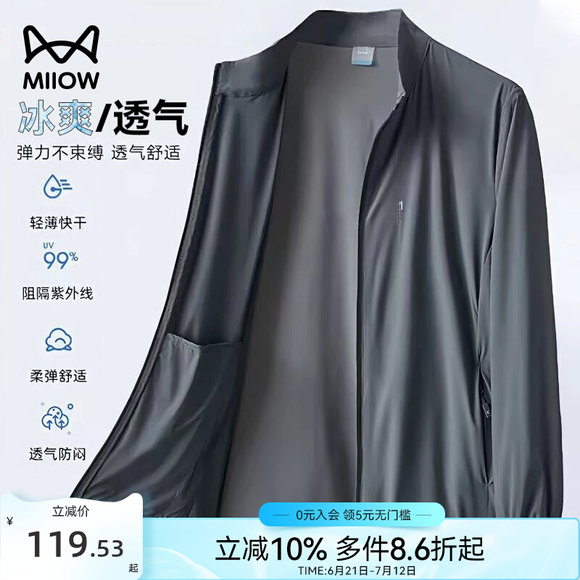 MIIOW
冰爽/透气
弹力不束缚 透气舒适
轻薄快干
UV
99%
阻隔紫外线
柔弹舒适
透气防闷
立减价
¥119.53起
0元入会 领5元无门槛
立减10% 多件8.6折起
TIME:6月21日-7月12日